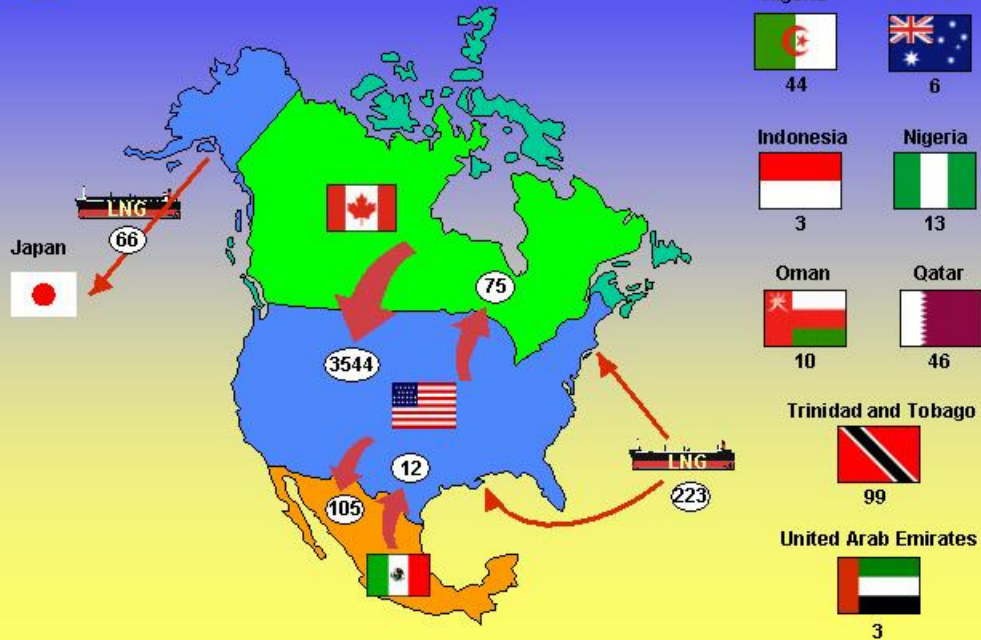 44
6
Indonesia
Nigeria
3
13
LNG
66
Japan
75
Oman
Qatar
10
46
3544
Trinidad and Tobago
99
12
LNG
223
105
United Arab Emirates
3